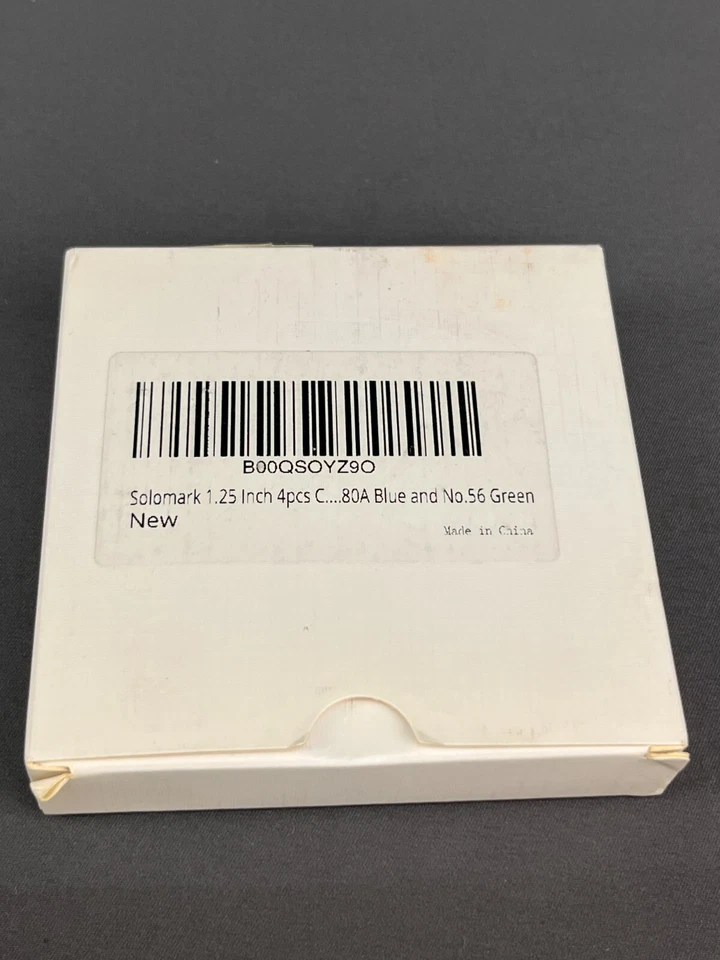 B00QSOYZ9O
Solomark 1.25 Inch 4pcs C....80A Blue and No.56 Green
New
Made in China